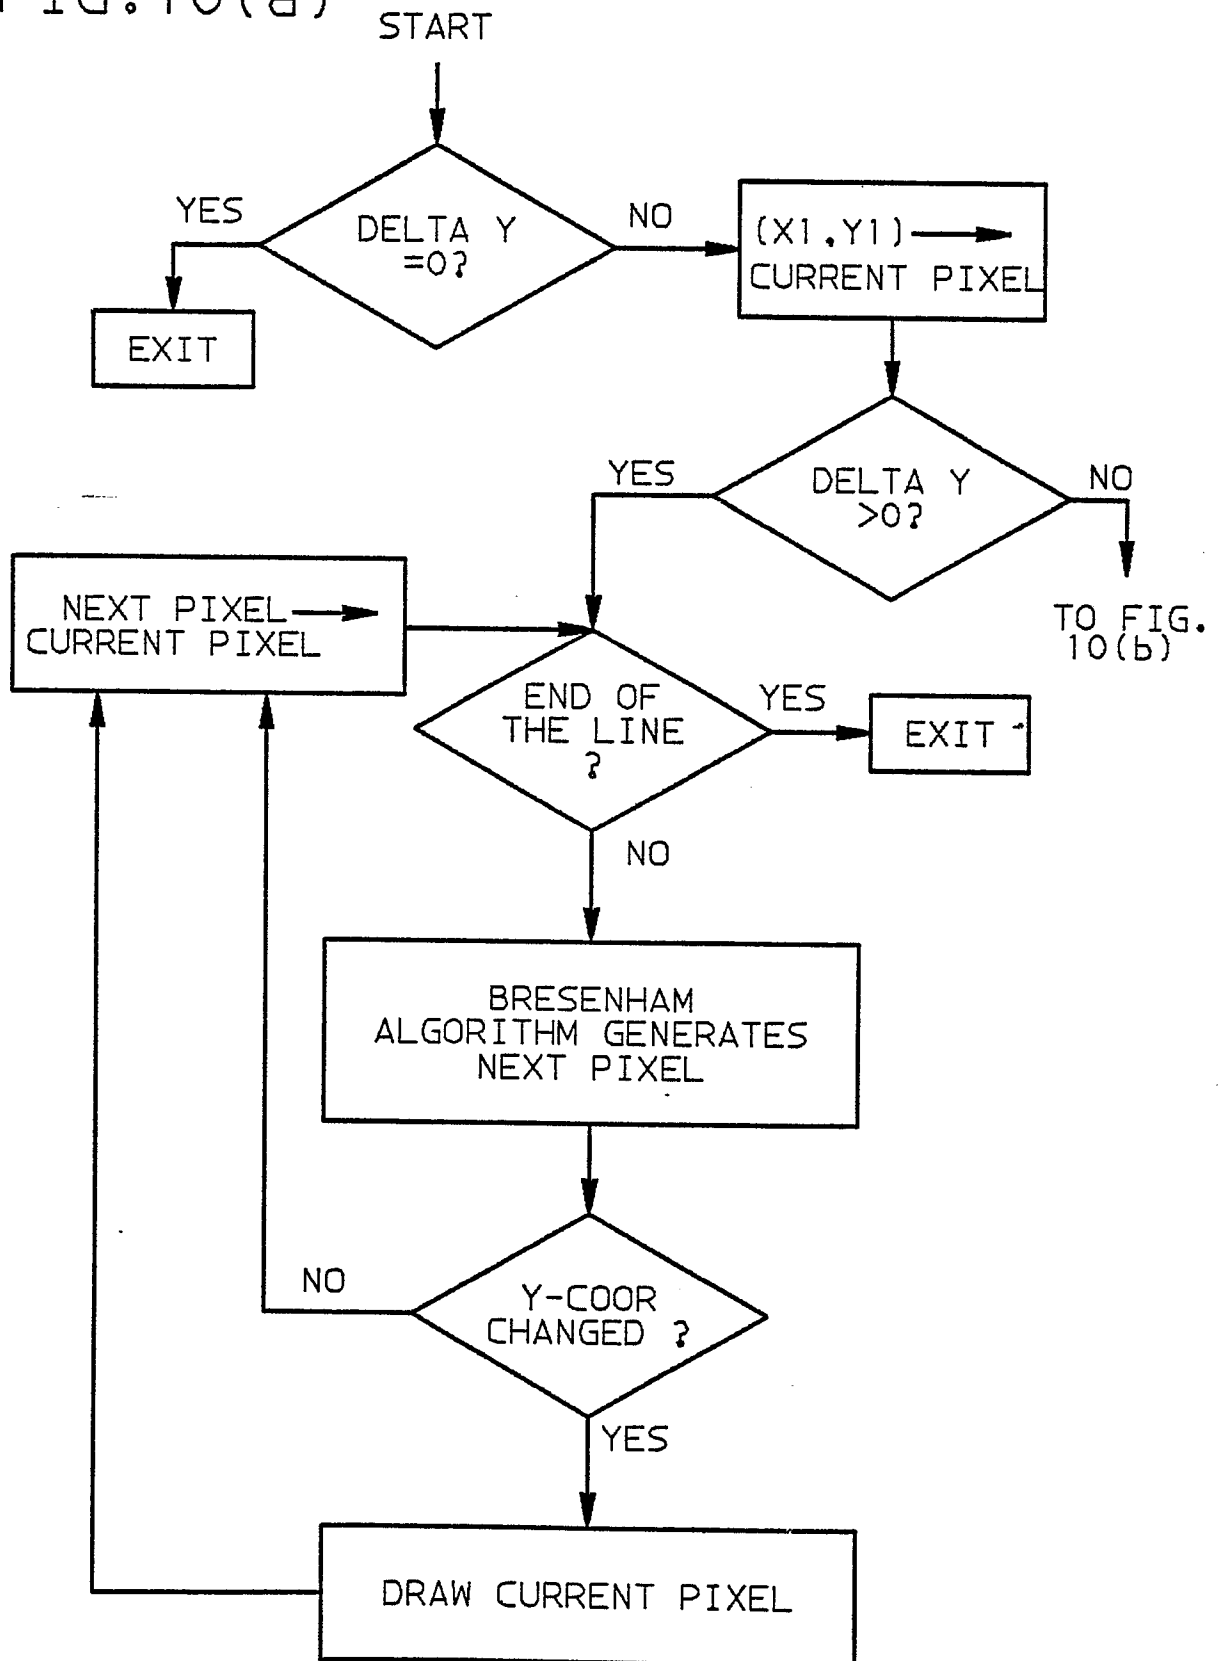 FIG.10(a)
START
YES
DELTA Y
=0?
NO
(X1.Y1)
CURRENT PIXEL
EXIT
YES
DELTA Y
>0?
NO
NEXT PIXEL
CURRENT PIXEL
TO FIG.
10(b)
END OF
THE LINE
?
YES
EXIT
NO
BRESENHAM
ALGORITHM GENERATES
NEXT PIXEL
NO
Y-COOR
CHANGED ?
YES
DRAW CURRENT PIXEL